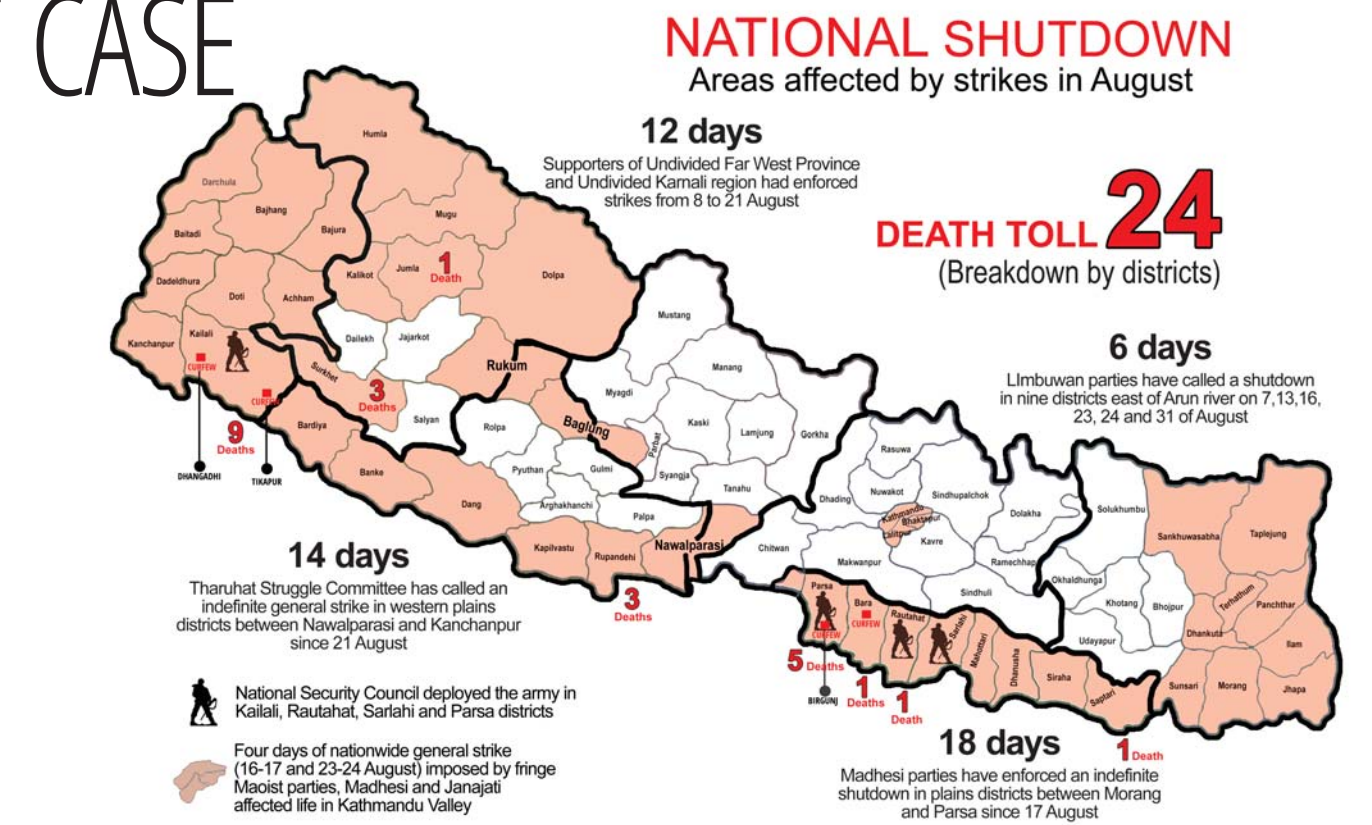 CASE
NATIONAL SHUTDOWN
Areas affected by strikes in August
12 days
Supporters of Undivided Far West Province
and Undivided Karnali region had enforced
strikes from 8 to 21 August
DEATH TOLL 24
(Breakdown by districts)
6 days
LImbuwan parties have called a shutdown
in nine districts east of Arun river on 7,13,16,
23, 24 and 31 of August
Humla
Darchula
Bajhang
Mugu
Baitadi
Bajura
Kalikot
Jumla
1
Death
Dolpa
Dadeldhura
Doti
Achham
Mustang
Kanchanpur
Kailali
CURFEW
Dailekh
Jajarkot
Surkhet
3
Deaths
Rukum
Manang
Myagdi
CURFEW
Salyan
Rolpa
Baglung
Parbat
Kaski
Lamjung
Gorkha
9
Deaths
Bardiya
DHANGADHI
TIKAPUR
Banke
Pyuthan
Gulmi
Syangja
Tanahu
Dang
Arghakhanchi
Palpa
Rasuwa
Nuwakot
Dhading
Sindhupalchok
Dolakha
Kathmandu
Bhaktapur
Lalitpur
Kavre
Ramechhap
Solukhumbu
Sankhuwasabha
Taplejung
Kapilvastu
Rupandehi
Nawalparasi
Chitwan
Makwanpur
Sindhuli
Okhaldhunga
Khotang
Bhojpur
Terhathum
Panchthar
Dhankuta
Ilam
Udayapur
3
Deaths
Parsa
CURFEW
Bara
CURFEW
Rautahat
Sarlahi
Mahottari
Dhanusha
Siraha
Saptari
Sunsari
Morang
Jhapa
5 Deaths
BIRGUNJ
1
Deaths
1
Death
1 Death
14 days
Tharuhat Struggle Committee has called an
indefinite general strike in western plains
districts between Nawalparasi and Kanchanpur
since 21 August
18 days
Madhesi parties have enforced an indefinite
shutdown in plains districts between Morang
and Parsa since 17 August
National Security Council deployed the army in
Kailali, Rautahat, Sarlahi and Parsa districts
Four days of nationwide general strike
(16-17 and 23-24 August) imposed by fringe
Maoist parties, Madhesi and Janajati
affected life in Kathmandu Valley